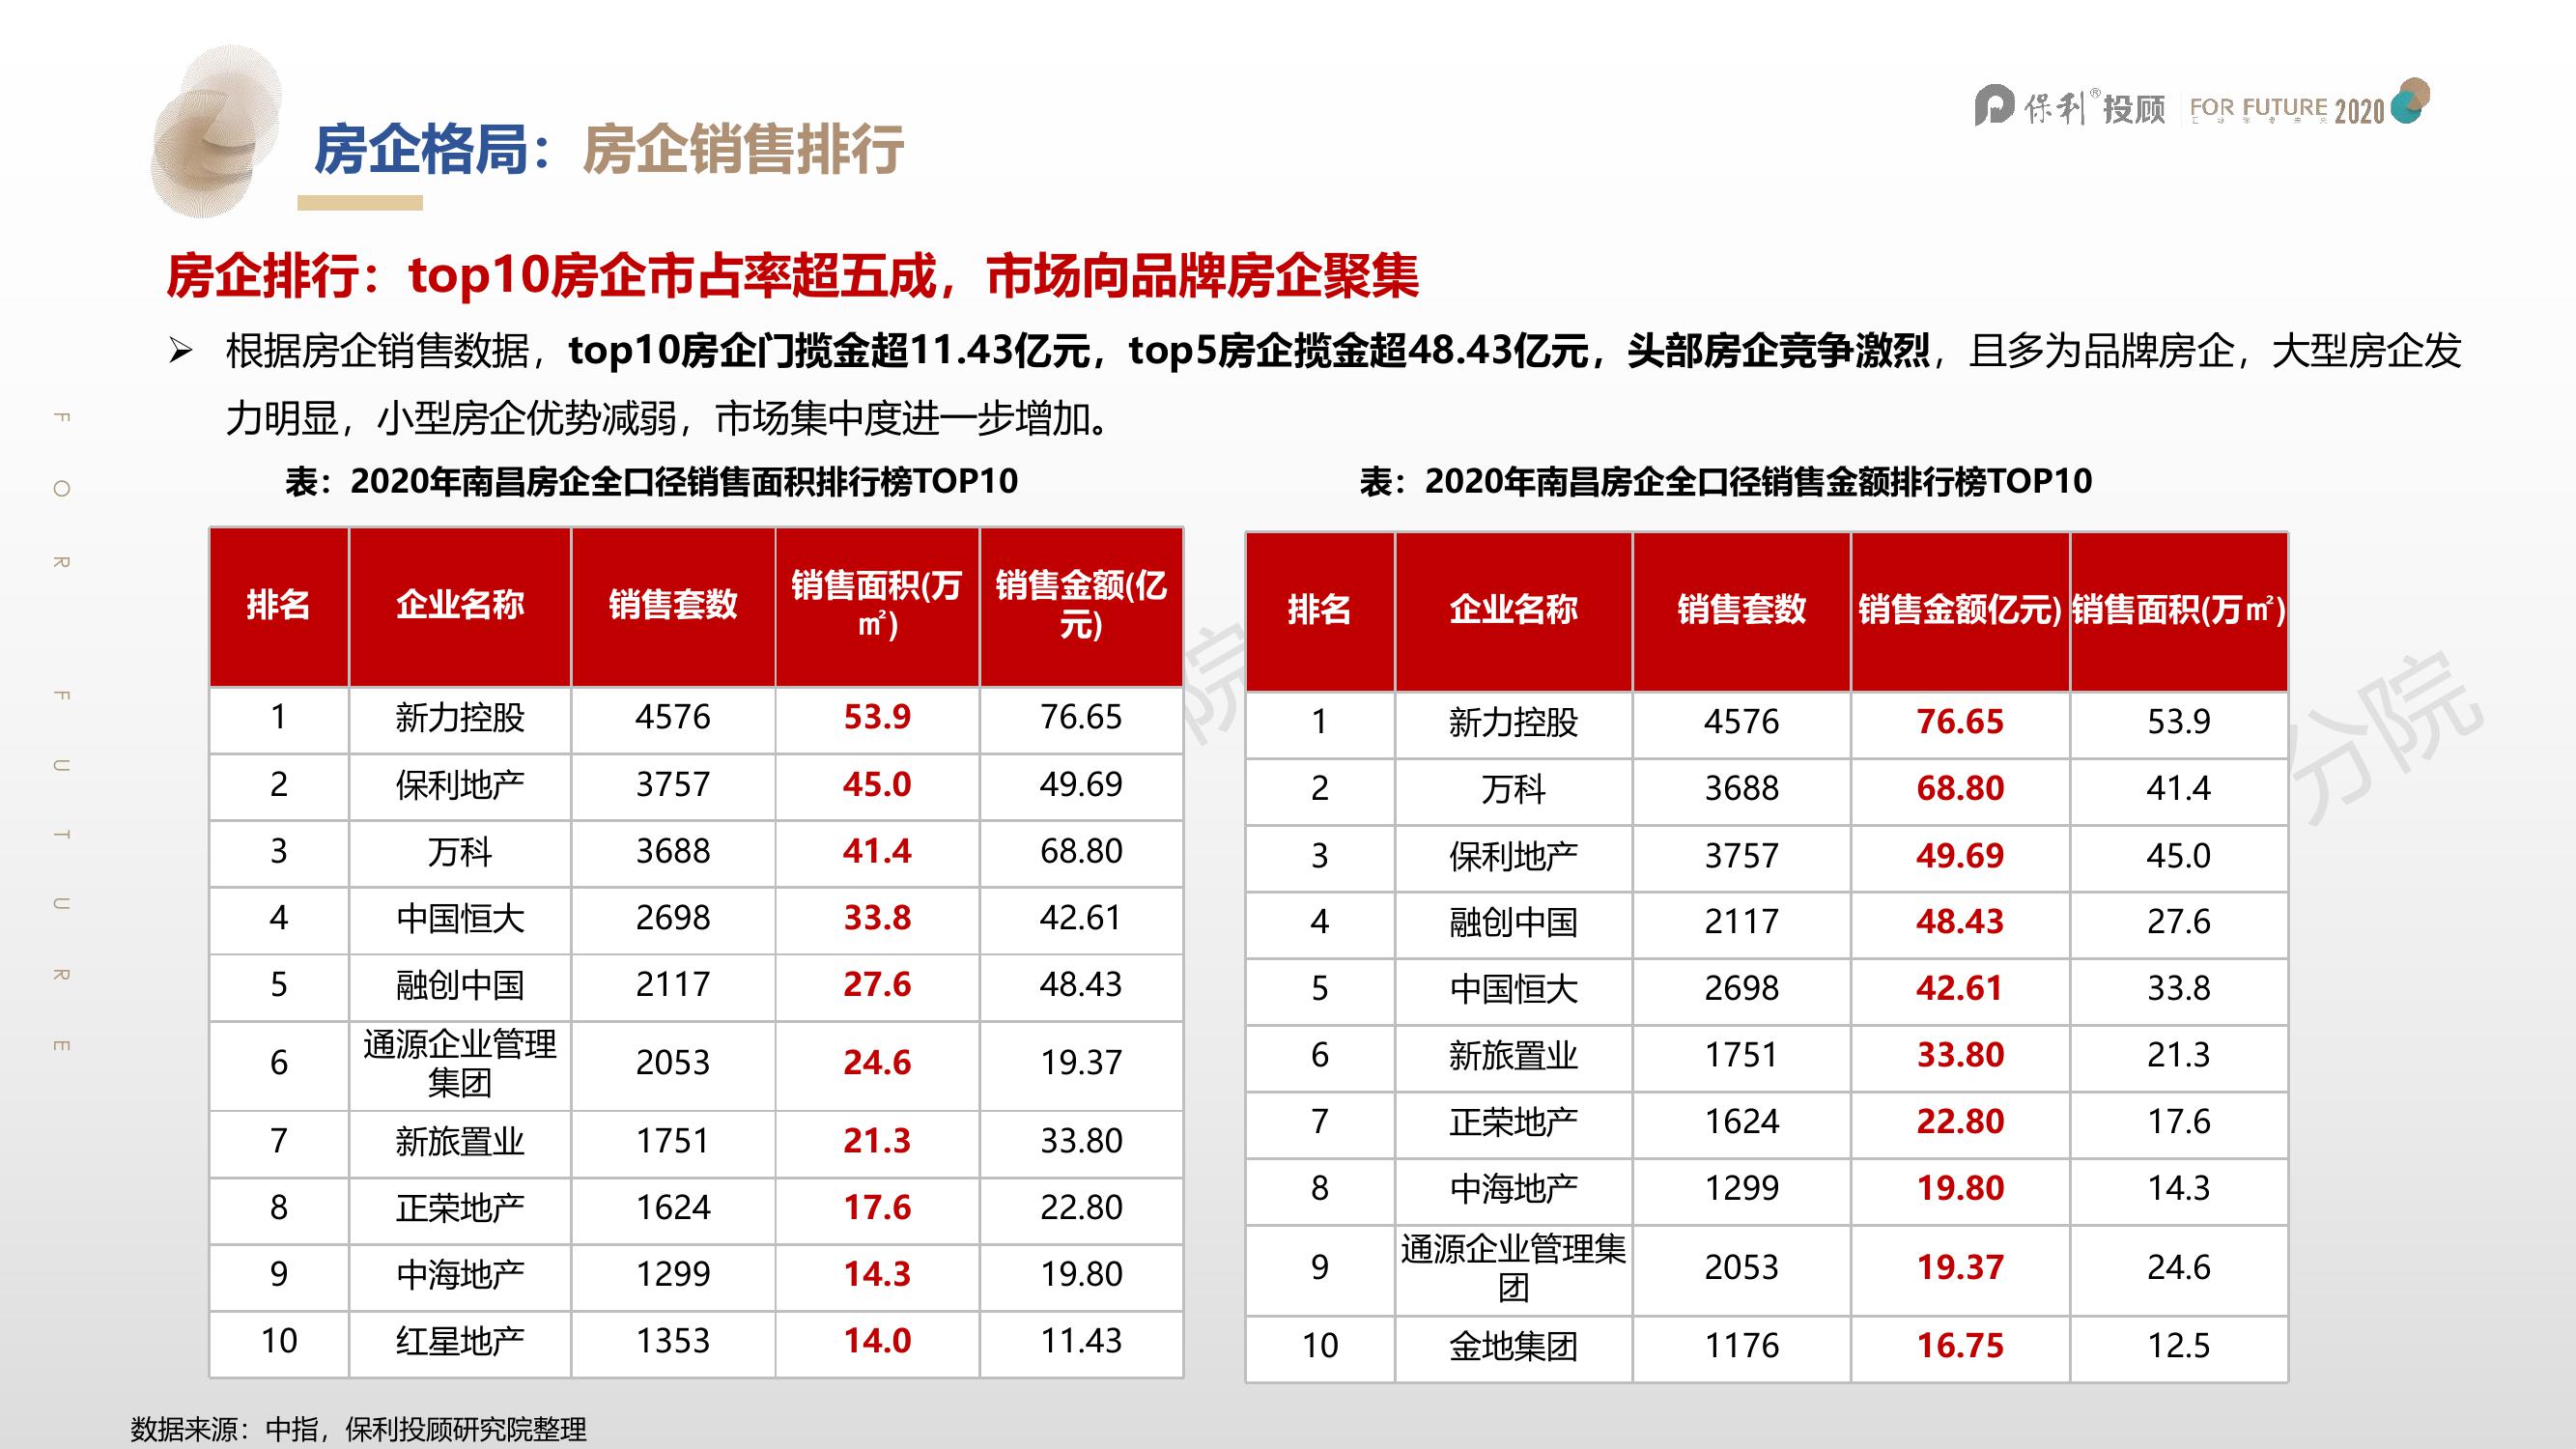 房企格局：房企销售排行
保利®投顾 FOR FUTURE 2020
房企排行：top10房企市占率超五成，市场向品牌房企聚集
➢ 根据房企销售数据，top10房企门揽金超11.43亿元，top5房企揽金超48.43亿元，头部房企竞争激烈，且多为品牌房企，大型房企发
力明显，小型房企优势减弱，市场集中度进一步增加。
FOR FUTURE
表：2020年南昌房企全口径销售面积排行榜TOP10
排名 企业名称 销售套数 销售面积(万㎡) 销售金额(亿元)
1 新力控股 4576 53.9 76.65
2 保利地产 3757 45.0 49.69
3 万科 3688 41.4 68.80
4 中国恒大 2698 33.8 42.61
5 融创中国 2117 27.6 48.43
6 通源企业管理集团 2053 24.6 19.37
7 新旅置业 1751 21.3 33.80
8 正荣地产 1624 17.6 22.80
9 中海地产 1299 14.3 19.80
10 红星地产 1353 14.0 11.43
表：2020年南昌房企全口径销售金额排行榜TOP10
排名 企业名称 销售套数 销售金额亿元) 销售面积(万㎡)
1 新力控股 4576 76.65 53.9
2 万科 3688 68.80 41.4
3 保利地产 3757 49.69 45.0
4 融创中国 2117 48.43 27.6
5 中国恒大 2698 42.61 33.8
6 新旅置业 1751 33.80 21.3
7 正荣地产 1624 22.80 17.6
8 中海地产 1299 19.80 14.3
9 通源企业管理集团 2053 19.37 24.6
10 金地集团 1176 16.75 12.5
院
分院
数据来源：中指，保利投顾研究院整理